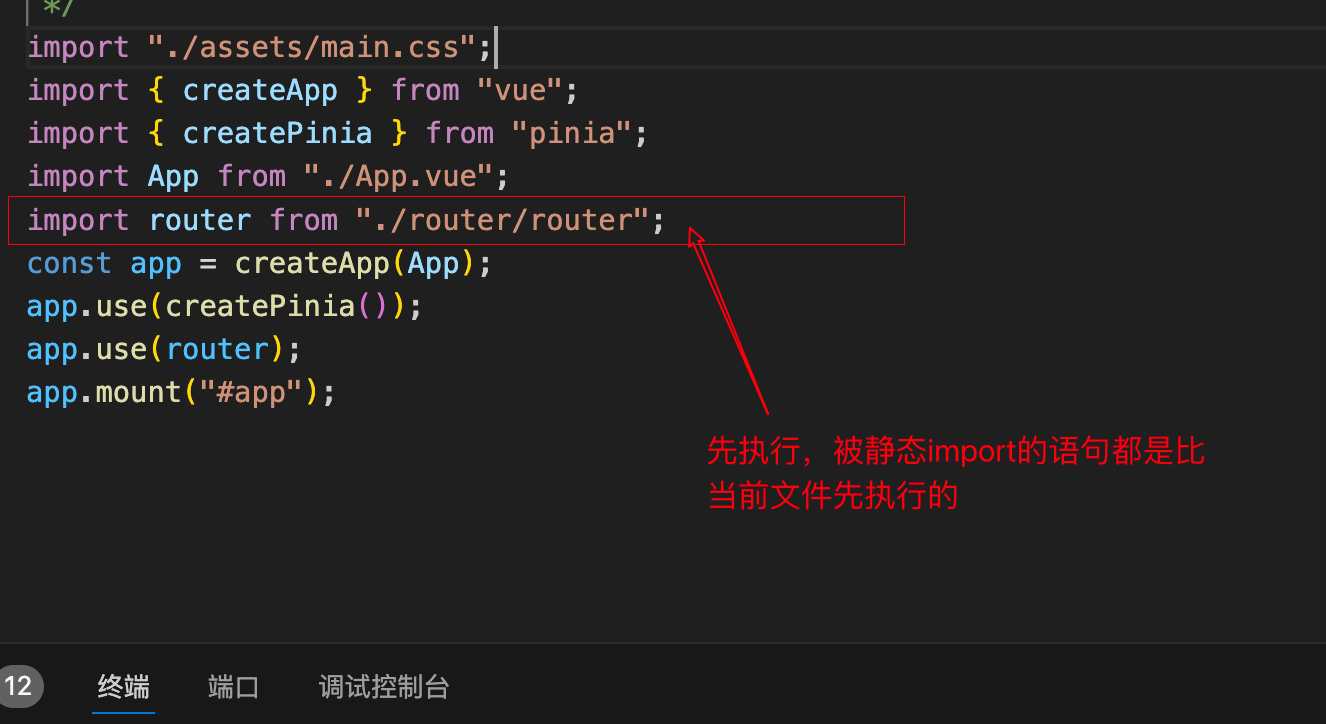 */
import "./assets/main.css";
import { createApp } from "vue";
import { createPinia } from "pinia";
import App from "./App.vue";
import router from "./router/router";
const app = createApp(App);
app.use(createPinia());
app.use(router);
app.mount("#app");
先执行，被静态import的语句都是比
当前文件先执行的
12 终端 端口 调试控制台